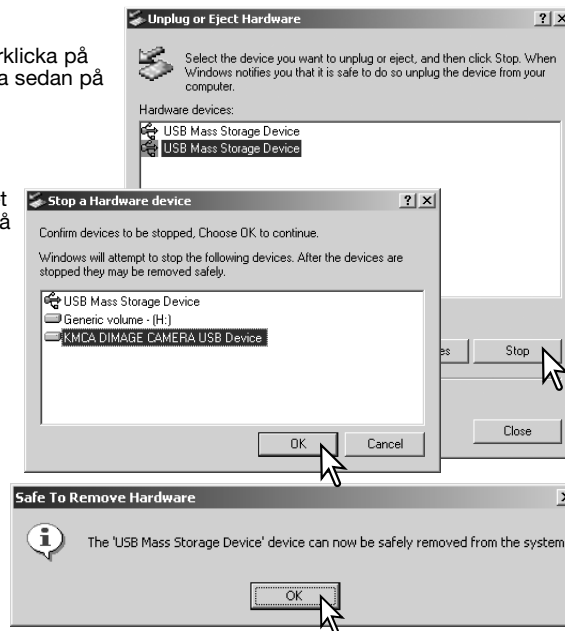 Unplug or Eject Hardware
rklicka på
a sedan på
Select the device you want to unplug or eject, and then click Stop. When
Windows notifies you that it is safe to do so unplug the device from your
computer.
Hardware devices:
USB Mass Storage Device
USB Mass Storage Device
t
å
Stop a Hardware device
Confirm devices to be stopped, Choose OK to continue.
Windows will attempt to stop the following devices. After the devices are
stopped they may be removed safely.
USB Mass Storage Device
Generic volume - (H:)
KMCA DIMAGE CAMERA USB Device
es
Stop
OK
Cancel
Close
Safe To Remove Hardware
The 'USB Mass Storage Device' device can now be safely removed from the system
OK